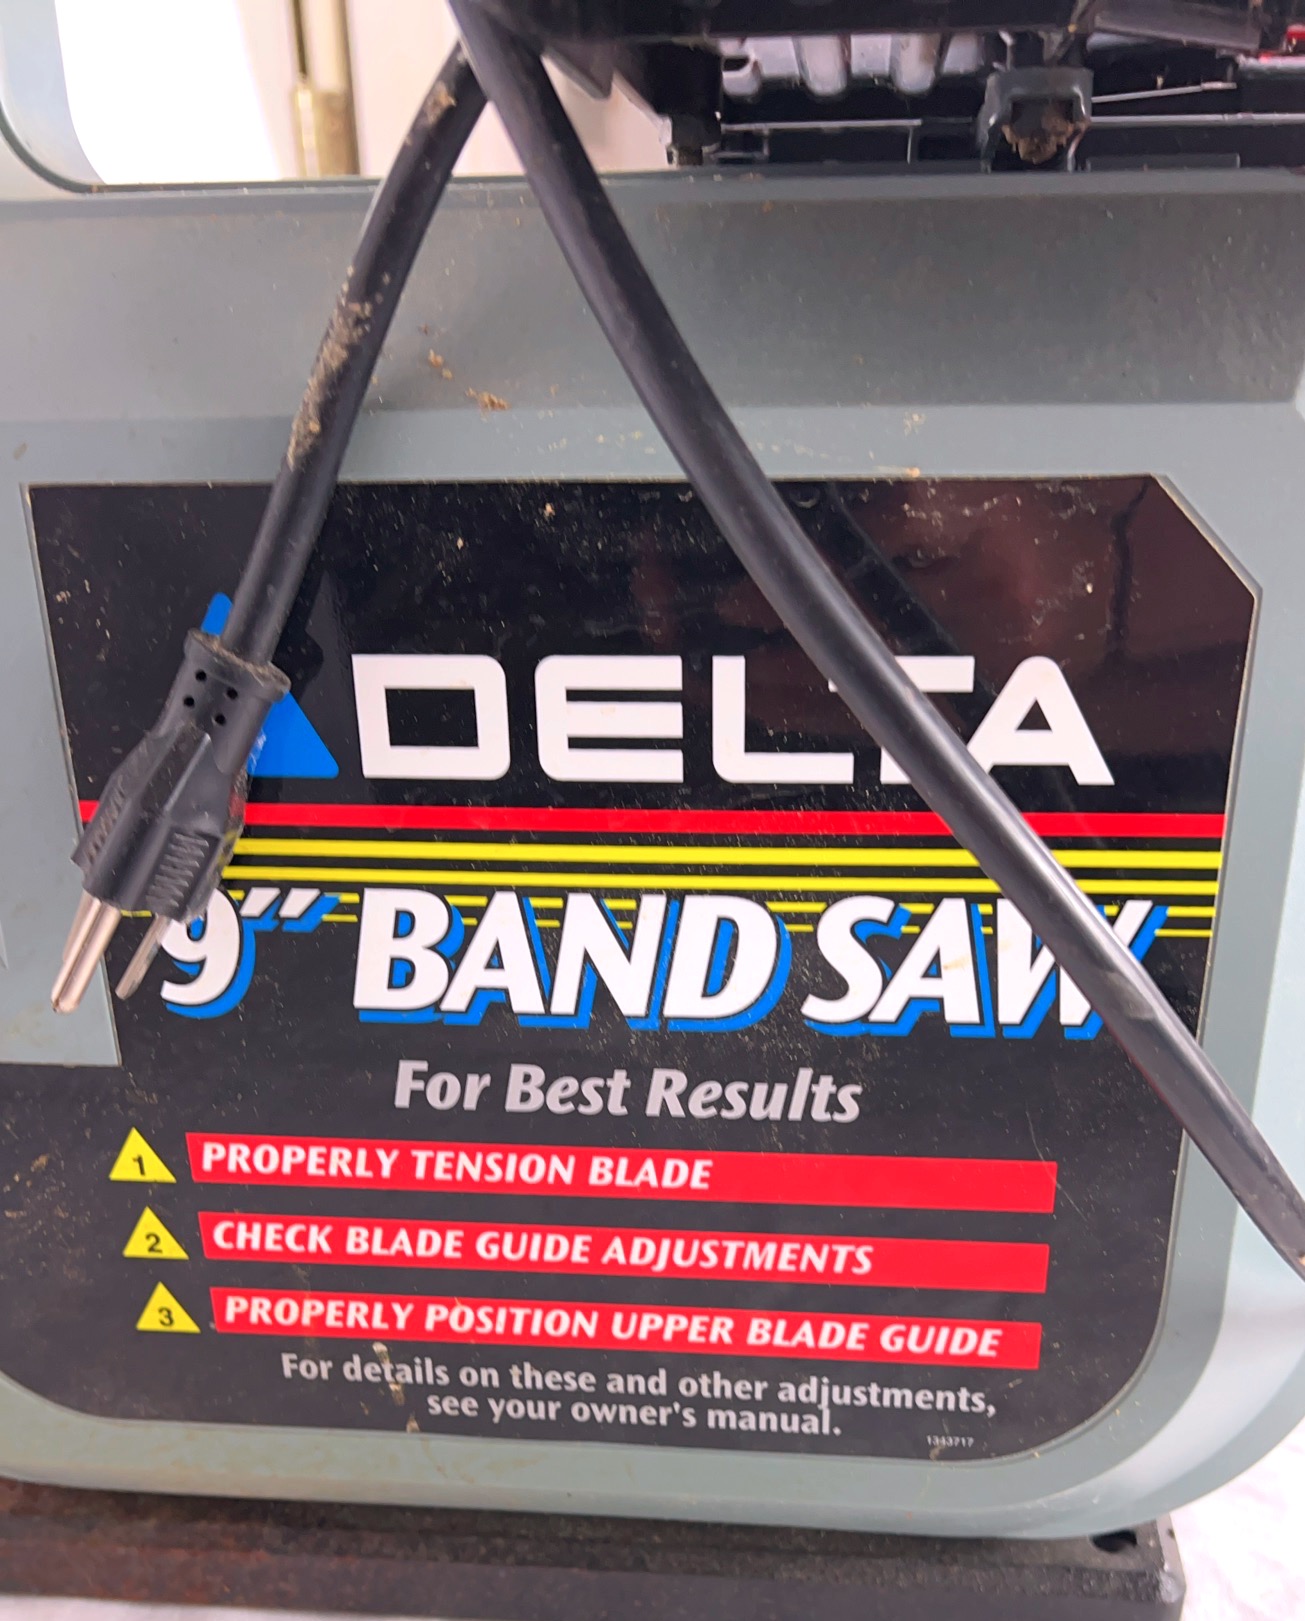 DELTA
9" BAND SAW
For Best Results
1 PROPERLY TENSION BLADE
2 CHECK BLADE GUIDE ADJUSTMENTS
3 PROPERLY POSITION UPPER BLADE GUIDE
For details on these and other adjustments,
see your owner's manual.
1343717